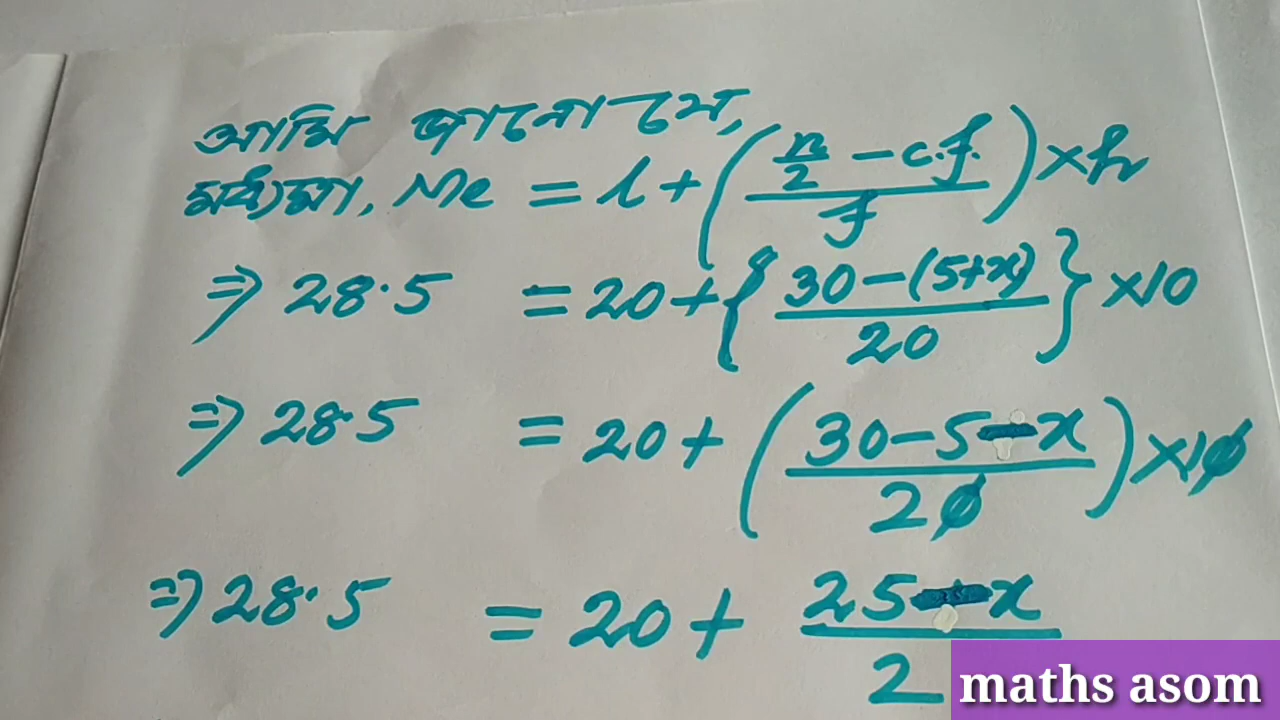 আমি জানো যে,
মধ্যমা, Me = l + (n/2 - c.f. / f) × h
⇒ 28.5 = 20 + {30 - (5 + x) / 20} × 10
⇒ 28.5 = 20 + (30 - 5 - x / 20) × 10
⇒ 28.5 = 20 + 25 - x / 2
maths asom